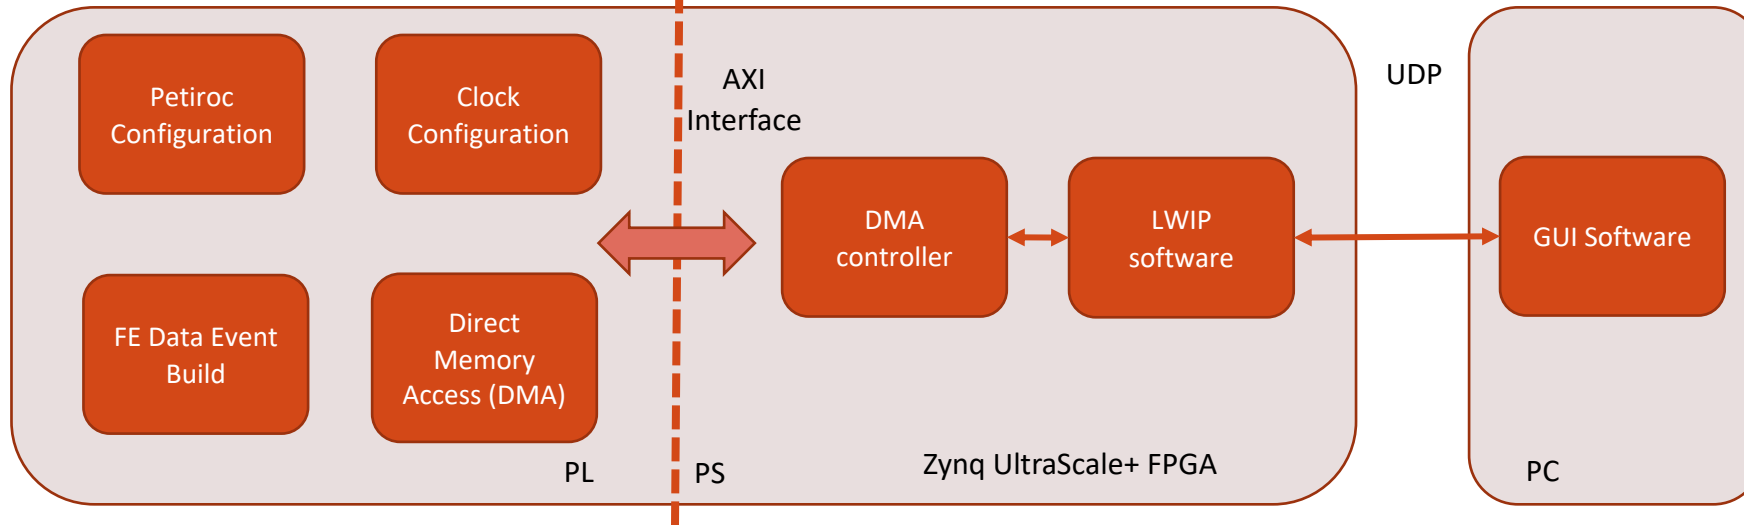 Petiroc
Configuration
Clock
Configuration
FE Data Event
Build
Direct
Memory
Access (DMA)
PL
AXI
Interface
PS
DMA
controller
LWIP
software
Zynq UltraScale+ FPGA
UDP
GUI Software
PC